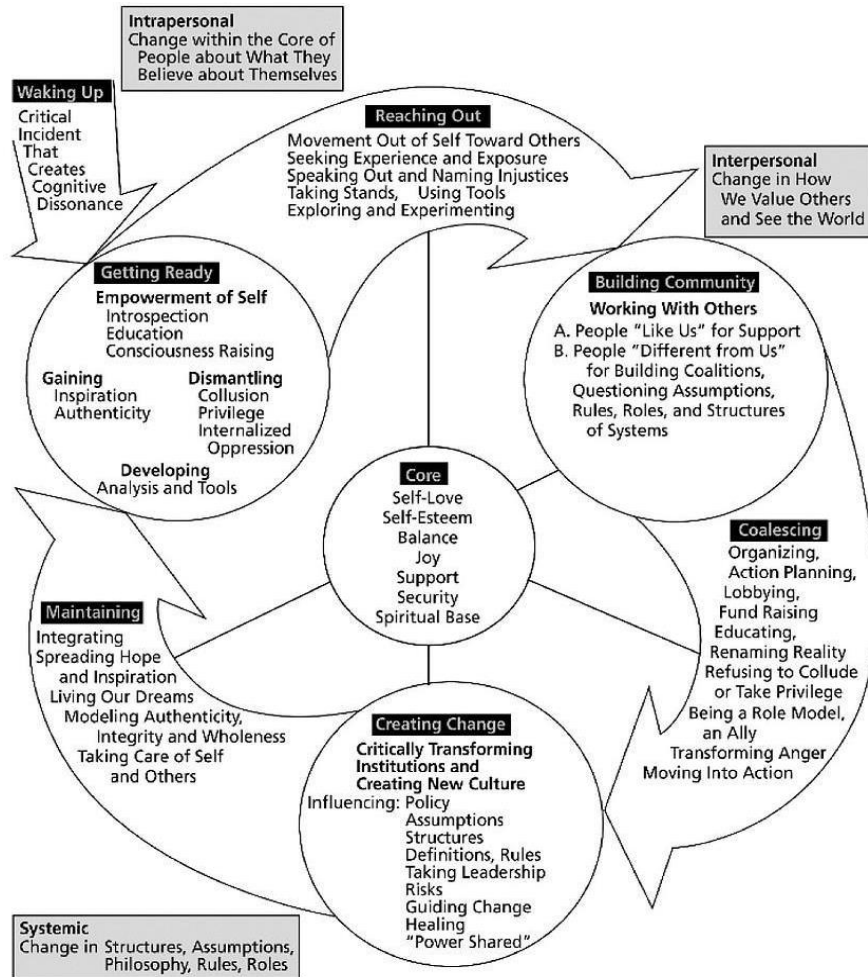 Intrapersonal
Change within the Core of
People about What They
Believe about Themselves
Waking Up
Critical
Incident
That
Creates
Cognitive
Dissonance
Reaching Out
Movement Out of Self Toward Others
Seeking Experience and Exposure
Speaking Out and Naming Injustices
Taking Stands, Using Tools
Exploring and Experimenting
Interpersonal
Change in How
We Value Others
and See the World
Getting Ready
Empowerment of Self
Introspection
Education
Consciousness Raising
Gaining
Inspiration
Authenticity
Dismantling
Collusion
Privilege
Internalized
Oppression
Developing
Analysis and Tools
Building Community
Working With Others
A. People “Like Us” for Support
B. People “Different from Us”
for Building Coalitions,
Questioning Assumptions,
Rules, Roles, and Structures
of Systems
Core
Self-Love
Self-Esteem
Balance
Joy
Support
Security
Spiritual Base
Coalescing
Organizing,
Action Planning,
Lobbying,
Fund Raising
Educating,
Renaming Reality
Refusing to Collude
or Take Privilege
Being a Role Model,
an Ally
Transforming Anger
Moving Into Action
Maintaining
Integrating
Spreading Hope
and Inspiration
Living Our Dreams
Modeling Authenticity,
Integrity and Wholeness
Taking Care of Self
and Others
Creating Change
Critically Transforming
Institutions and
Creating New Culture
Influencing: Policy
Assumptions
Structures
Definitions, Rules
Taking Leadership
Risks
Guiding Change
Healing
“Power Shared”
Systemic
Change in Structures, Assumptions,
Philosophy, Rules, Roles